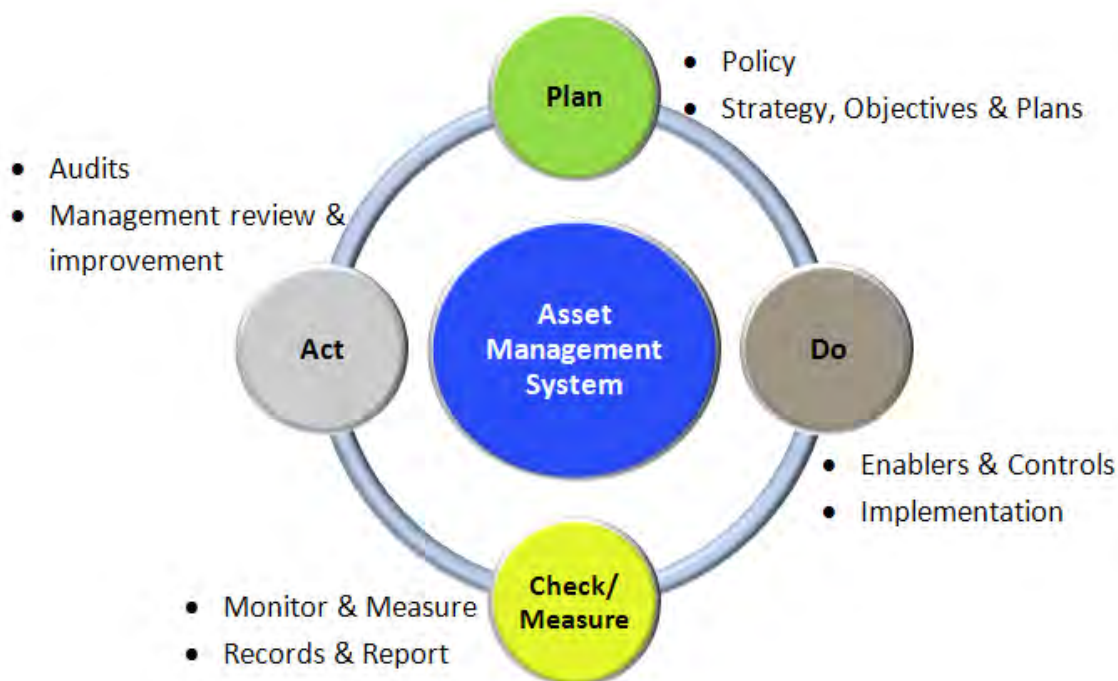 Plan
• Policy
• Strategy, Objectives & Plans
• Audits
• Management review &
improvement
Act
Asset
Management
System
Do
• Enablers & Controls
• Implementation
Check/
Measure
• Monitor & Measure
• Records & Report